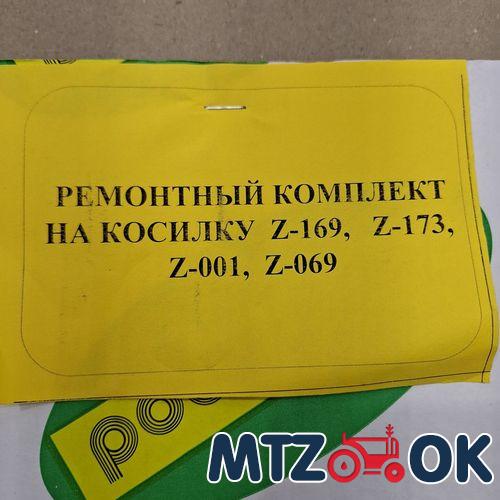 РЕМОНТНЫЙ КОМПЛЕКТ
НА КОСИЛКУ Z-169, Z-173,
Z-001, Z-069
MTZ OK